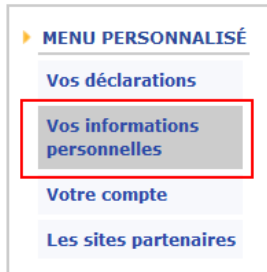 MENU PERSONNALISÉ
Vos déclarations
Vos informations
personnelles
Votre compte
Les sites partenaires